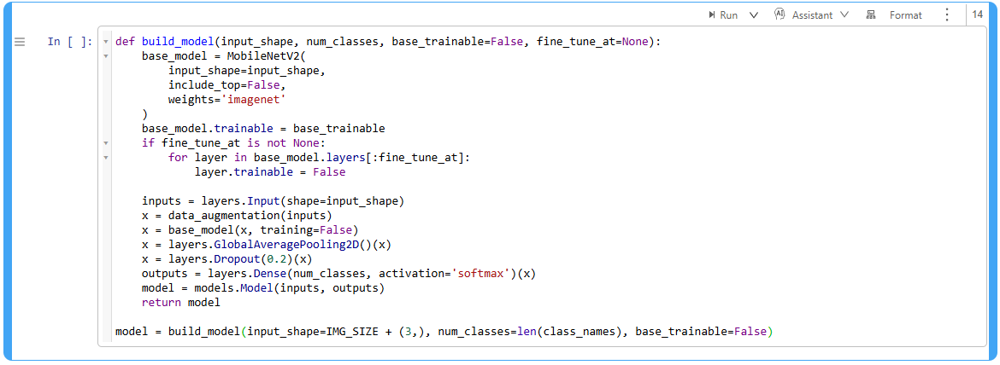 Run Assistant Format 14
In [ ]:
def build_model(input_shape, num_classes, base_trainable=False, fine_tune_at=None):
    base_model = MobileNetV2(
        input_shape=input_shape,
        include_top=False,
        weights='imagenet'
    )
    base_model.trainable = base_trainable
    if fine_tune_at is not None:
        for layer in base_model.layers[:fine_tune_at]:
            layer.trainable = False

    inputs = layers.Input(shape=input_shape)
    x = data_augmentation(inputs)
    x = base_model(x, training=False)
    x = layers.GlobalAveragePooling2D()(x)
    x = layers.Dropout(0.2)(x)
    outputs = layers.Dense(num_classes, activation='softmax')(x)
    model = models.Model(inputs, outputs)
    return model

model = build_model(input_shape=IMG_SIZE + (3,), num_classes=len(class_names), base_trainable=False)